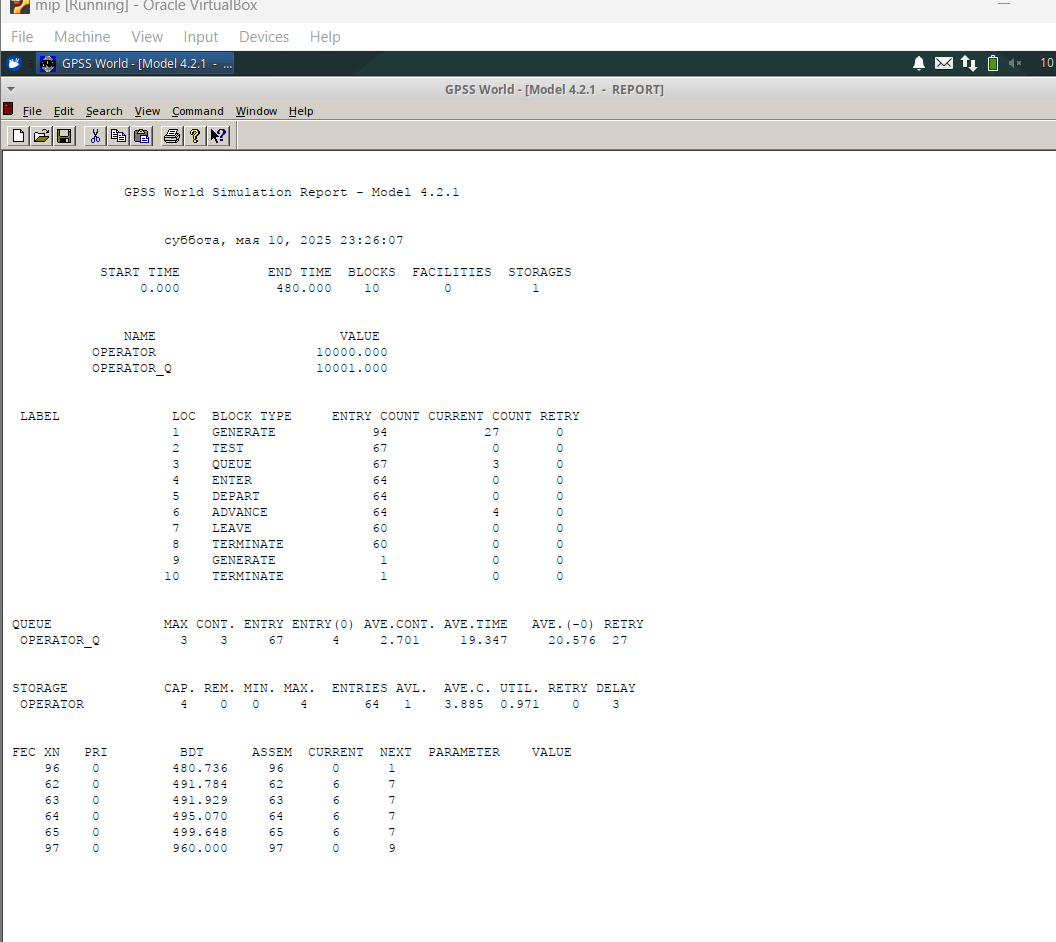 mip [Running] - Oracle VirtualBox
File Machine View Input Devices Help
GPSS World - [Model 4.2.1 - ... 10
GPSS World - [Model 4.2.1 - REPORT]
File Edit Search View Command Window Help
GPSS World Simulation Report - Model 4.2.1
суббота, мая 10, 2025 23:26:07
START TIME END TIME BLOCKS FACILITIES STORAGES
0.000 480.000 10 0 1
NAME VALUE
OPERATOR 10000.000
OPERATOR_Q 10001.000
LABEL LOC BLOCK TYPE ENTRY COUNT CURRENT COUNT RETRY
1 GENERATE 94 27 0
2 TEST 67 0 0
3 QUEUE 67 3 0
4 ENTER 64 0 0
5 DEPART 64 0 0
6 ADVANCE 64 4 0
7 LEAVE 60 0 0
8 TERMINATE 60 0 0
9 GENERATE 1 0 0
10 TERMINATE 1 0 0
QUEUE MAX CONT. ENTRY ENTRY(0) AVE.CONT. AVE.TIME AVE.(-0) RETRY
OPERATOR_Q 3 3 67 4 2.701 19.347 20.576 27
STORAGE CAP. REM. MIN. MAX. ENTRIES AVL. AVE.C. UTIL. RETRY DELAY
OPERATOR 4 0 0 4 64 1 3.885 0.971 0 3
FEC XN PRI BDT ASSEM CURRENT NEXT PARAMETER VALUE
96 0 480.736 96 0 1
62 0 491.784 62 6 7
63 0 491.929 63 6 7
64 0 495.070 64 6 7
65 0 499.648 65 6 7
97 0 960.000 97 0 9